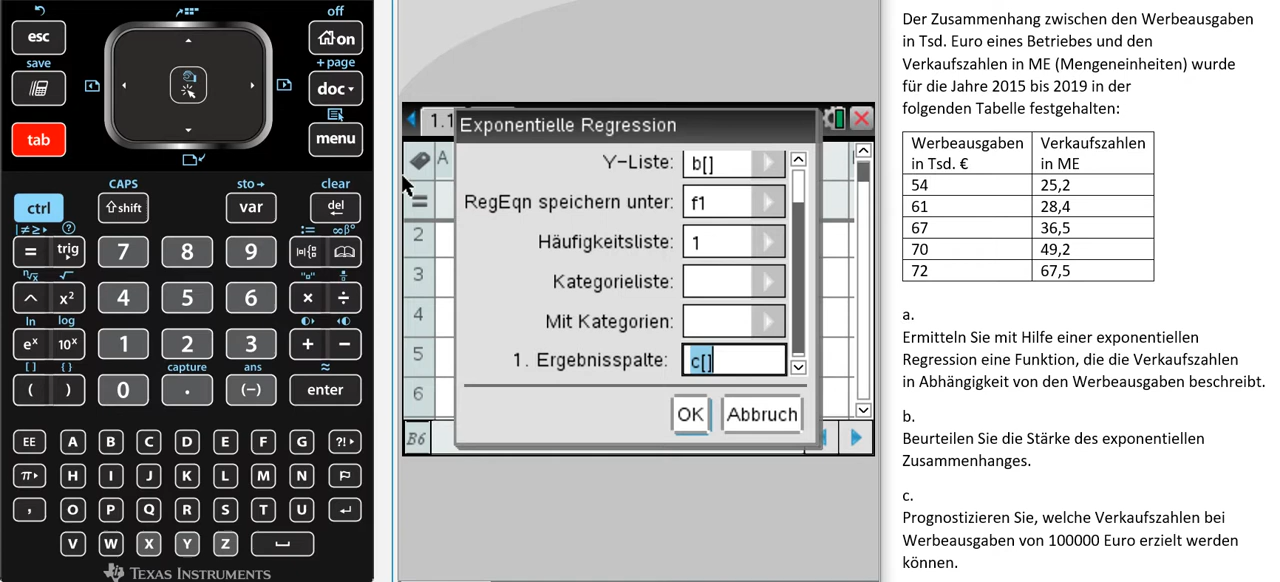 off
esc
on
save
+ page
doc
tab
menu
CAPS
sto→
clear
ctrl
⇧shift
var
del
|≠≥▸
?
:=
∞β°
=
trig
7
8
9
ⁿ√x
√
"▫"
^
x²
4
5
6
×
÷
ln
log
eˣ
10ˣ
1
2
3
+
−
[ ]
{ }
capture
ans
≈
(
)
0
.
(−)
enter
EE
A
B
C
D
E
F
G
?!▸
π▸
H
I
J
K
L
M
N
,
O
P
Q
R
S
T
U
V
W
X
Y
Z
TEXAS INSTRUMENTS
1.1
Exponentielle Regression
A
Y-Liste: b[]
RegEqn speichern unter: f1
=
2
Häufigkeitsliste: 1
3
Kategorieliste:
4
Mit Kategorien:
5
1. Ergebnisspalte: c[]
6
OK Abbruch
B6
Der Zusammenhang zwischen den Werbeausgaben
in Tsd. Euro eines Betriebes und den
Verkaufszahlen in ME (Mengeneinheiten) wurde
für die Jahre 2015 bis 2019 in der
folgenden Tabelle festgehalten:
Werbeausgaben Verkaufszahlen
in Tsd. € in ME
54 25,2
61 28,4
67 36,5
70 49,2
72 67,5
a.
Ermitteln Sie mit Hilfe einer exponentiellen
Regression eine Funktion, die die Verkaufszahlen
in Abhängigkeit von den Werbeausgaben beschreibt.
b.
Beurteilen Sie die Stärke des exponentiellen
Zusammenhanges.
c.
Prognostizieren Sie, welche Verkaufszahlen bei
Werbeausgaben von 100000 Euro erzielt werden
können.